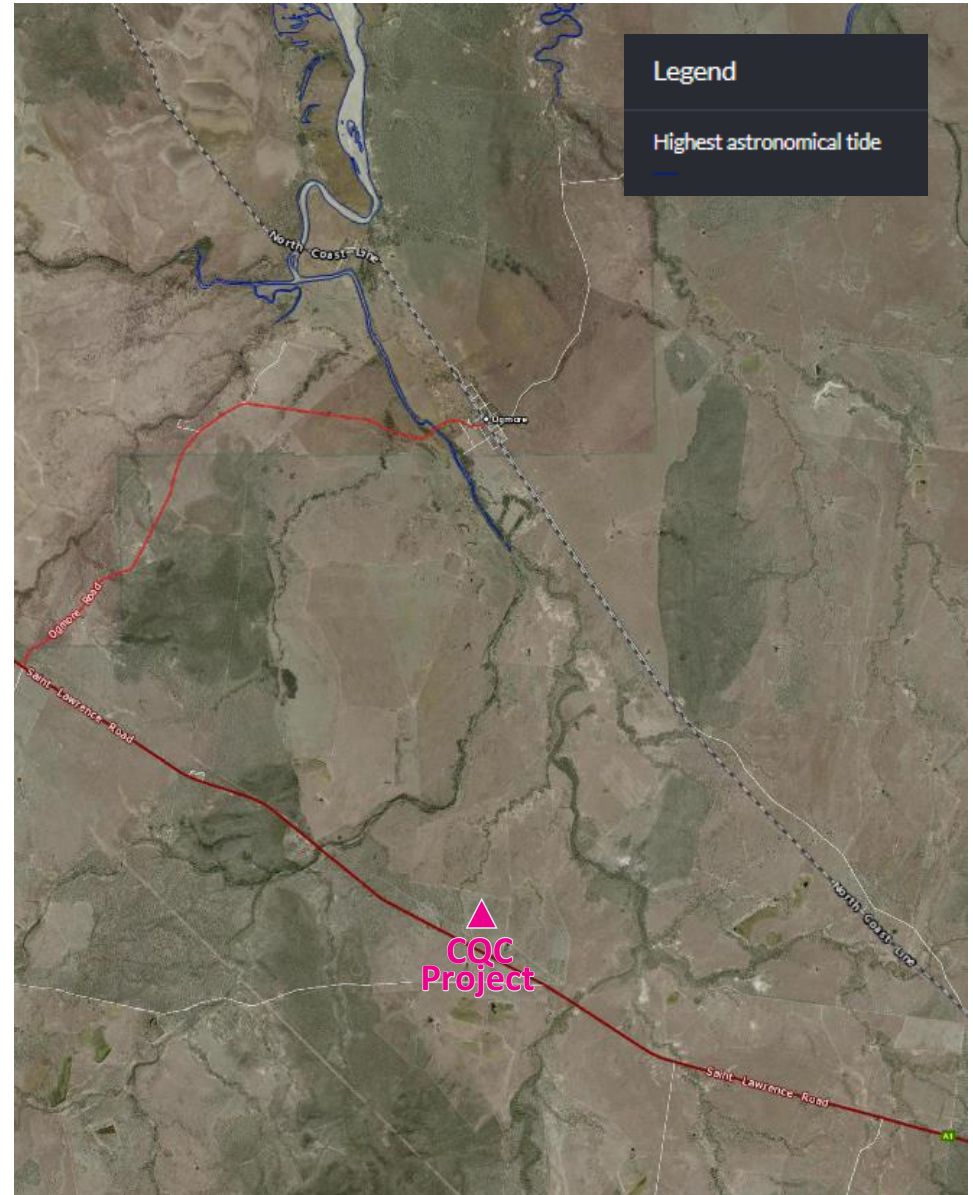 Legend
Highest astronomical tide
North Coast Line
Ogmore
Ogmore Road
Saint Lawrence Road
CQC
Project
North Coast Line
Saint Lawrence Road
A1